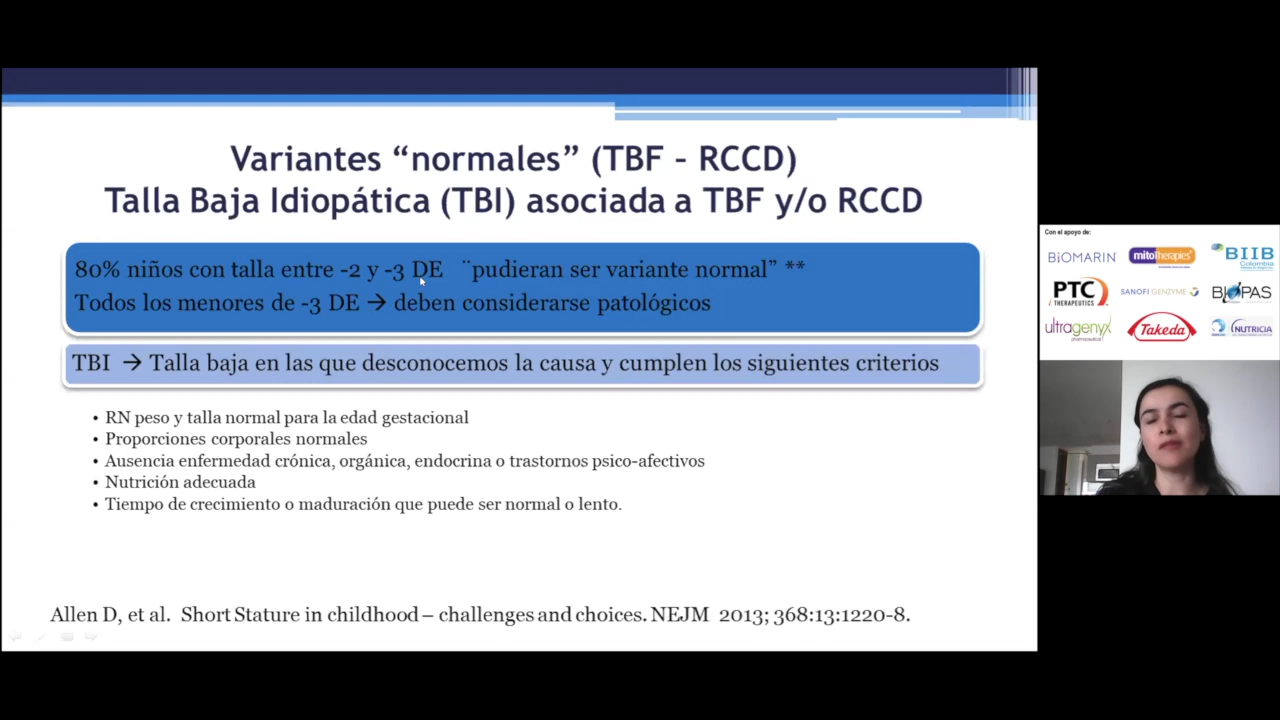 Variantes “normales” (TBF – RCCD)
Talla Baja Idiopática (TBI) asociada a TBF y/o RCCD
80% niños con talla entre -2 y -3 DE ¨pudieran ser variante normal” **
Todos los menores de -3 DE → deben considerarse patológicos
TBI → Talla baja en las que desconocemos la causa y cumplen los siguientes criterios
• RN peso y talla normal para la edad gestacional
• Proporciones corporales normales
• Ausencia enfermedad crónica, orgánica, endocrina o trastornos psico-afectivos
• Nutrición adecuada
• Tiempo de crecimiento o maduración que puede ser normal o lento.
Allen D, et al. Short Stature in childhood – challenges and choices. NEJM 2013; 368:13:1220-8.
Con el apoyo de:
BIOMARIN mitoTherapies BIIB Colombia
PTC THERAPEUTICS SANOFI GENZYME BIOPAS
ultragenyx pharmaceutical Takeda NUTRICIA